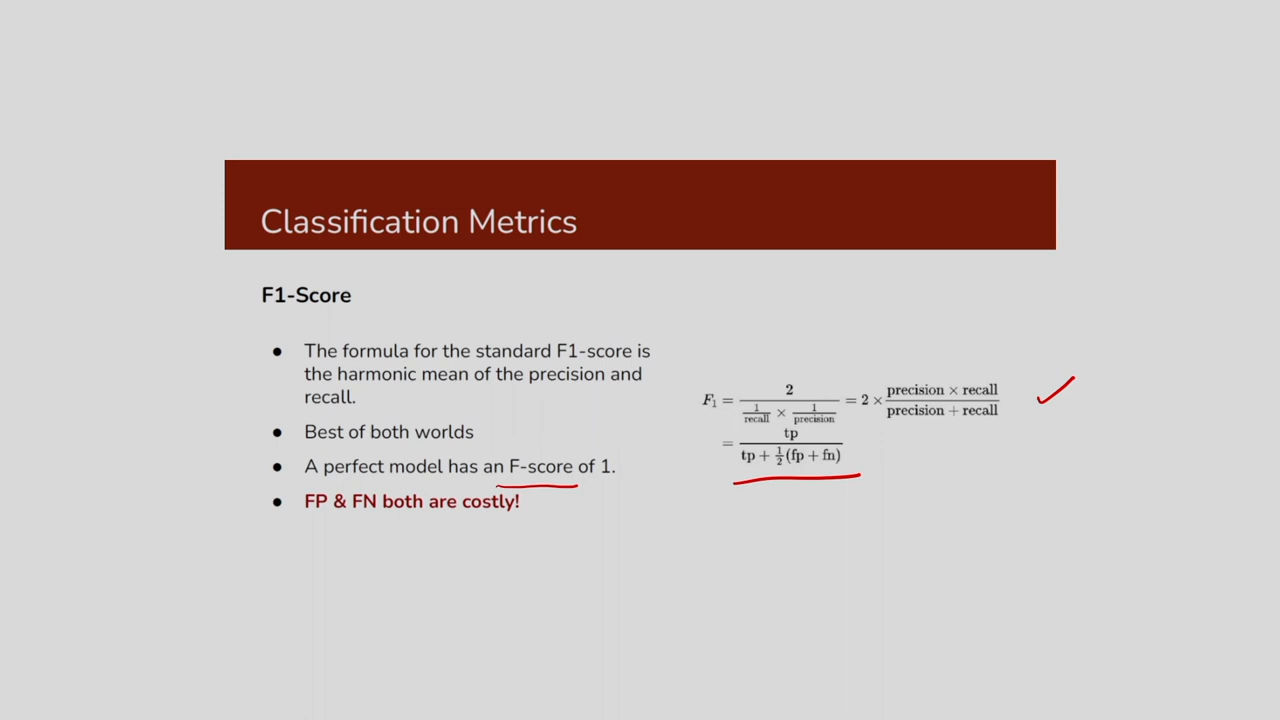 Classification Metrics
F1-Score
● The formula for the standard F1-score is
the harmonic mean of the precision and
recall.
● Best of both worlds
● A perfect model has an F-score of 1.
● FP & FN both are costly!
F₁ = 2 / (1/recall × 1/precision) = 2 × (precision × recall) / (precision + recall)
= tp / (tp + ½(fp + fn))